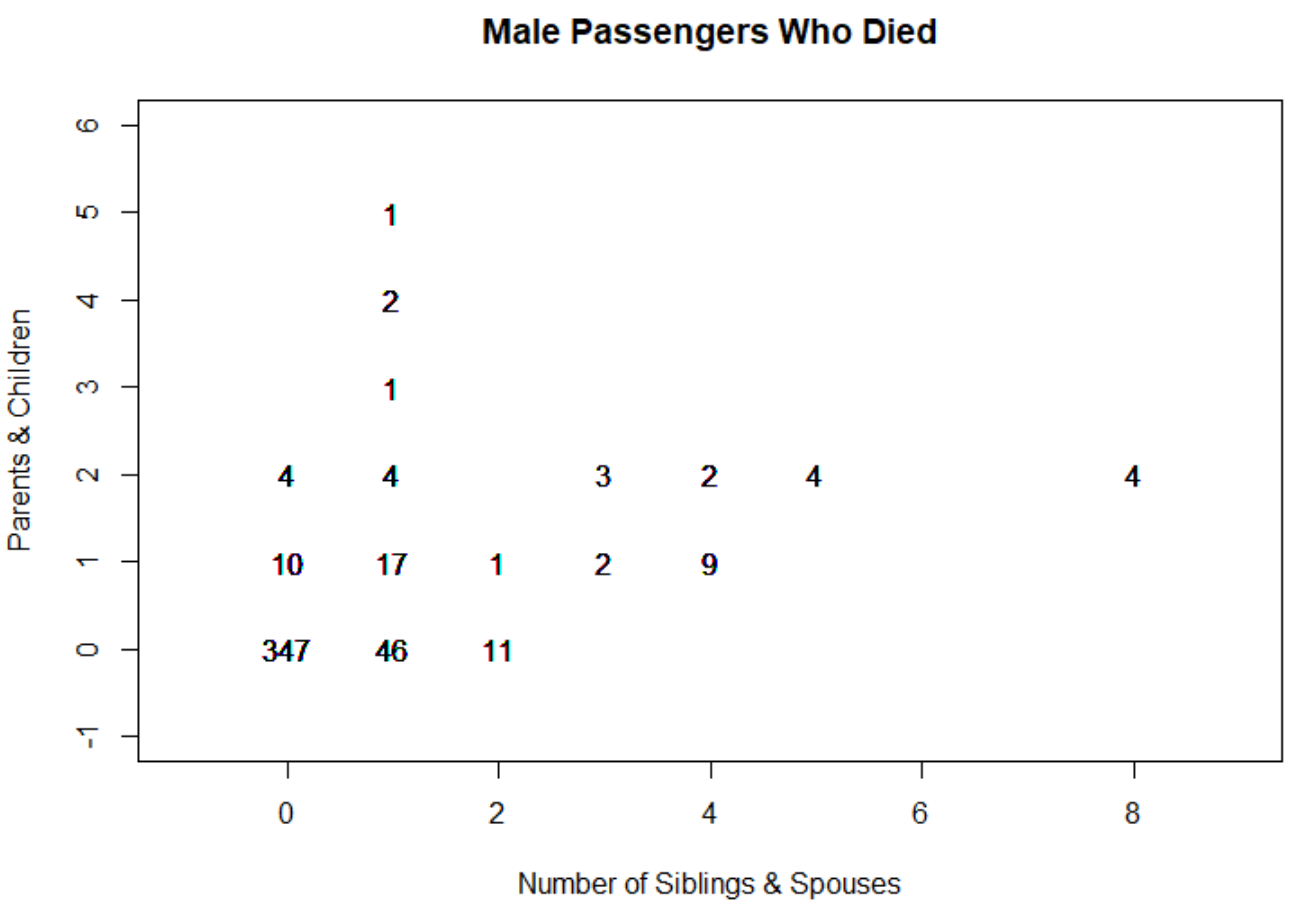 Male Passengers Who Died
6
5
1
4
2
3
1
2
4 4 3 2 4 4
1
10 17 1 2 9
0
347 46 11
-1
Parents & Children
0 2 4 6 8
Number of Siblings & Spouses